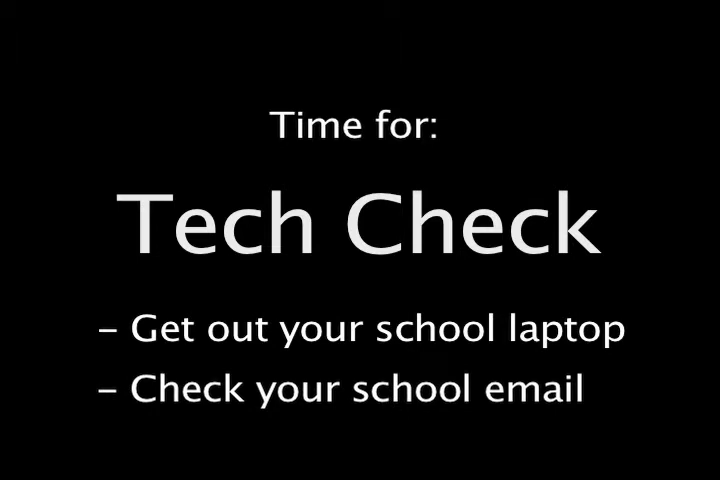 Time for:
Tech Check
- Get out your school laptop
- Check your school email